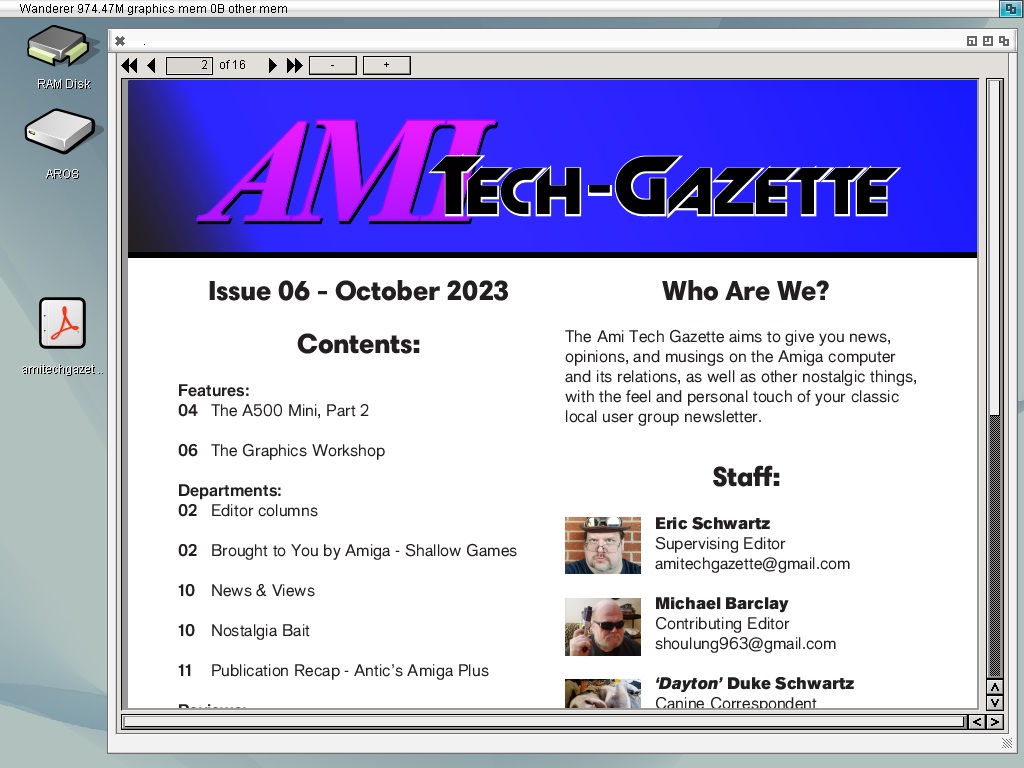 Wanderer 974.47M graphics mem 0B other mem
RAM Disk
AROS
amitechgazet..
.
2 of 16
- +
AMI TECH-GAZETTE
Issue 06 - October 2023
Contents:
Features:
04 The A500 Mini, Part 2
06 The Graphics Workshop
Departments:
02 Editor columns
02 Brought to You by Amiga - Shallow Games
10 News & Views
10 Nostalgia Bait
11 Publication Recap - Antic's Amiga Plus
Reviews:
Who Are We?
The Ami Tech Gazette aims to give you news,
opinions, and musings on the Amiga computer
and its relations, as well as other nostalgic things,
with the feel and personal touch of your classic
local user group newsletter.
Staff:
Eric Schwartz
Supervising Editor
amitechgazette@gmail.com
Michael Barclay
Contributing Editor
shoulung963@gmail.com
‘Dayton’ Duke Schwartz
Canine Correspondent